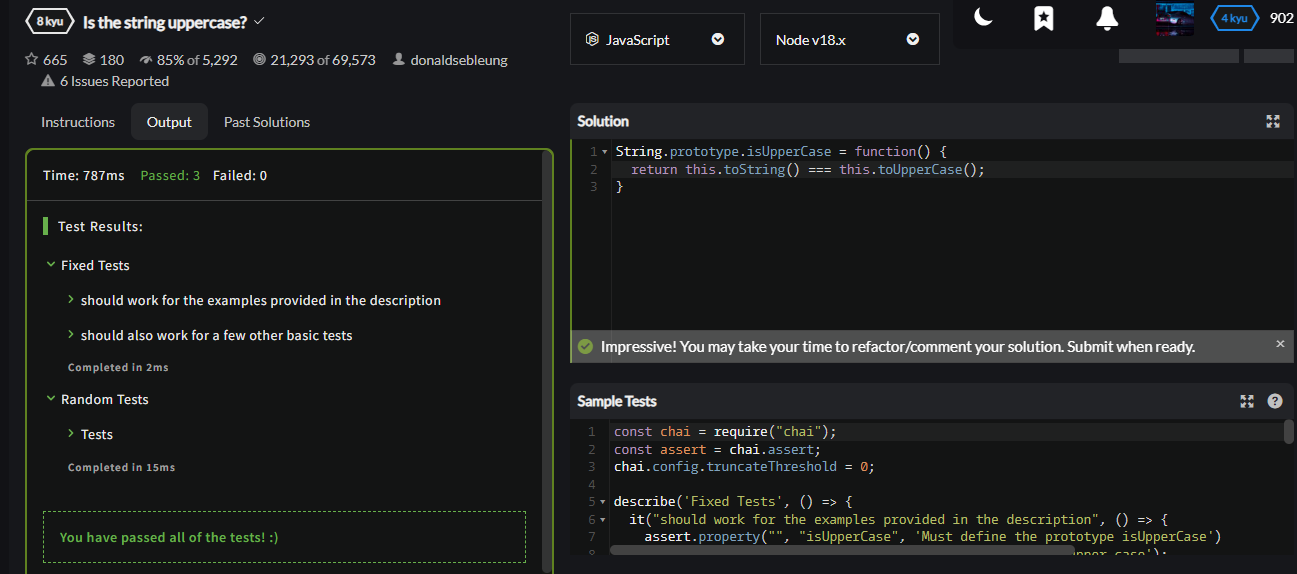 8 kyu Is the string uppercase?
665 180 85% of 5,292 21,293 of 69,573 donaldsebleung
6 Issues Reported
JavaScript
Node v18.x
4 kyu 902
Instructions Output Past Solutions
Time: 787ms Passed: 3 Failed: 0
Test Results:
Fixed Tests
should work for the examples provided in the description
should also work for a few other basic tests
Completed in 2ms
Random Tests
Tests
Completed in 15ms
You have passed all of the tests! :)
Solution
1 String.prototype.isUpperCase = function() {
2 return this.toString() === this.toUpperCase();
3 }
Impressive! You may take your time to refactor/comment your solution. Submit when ready. ×
Sample Tests ?
1 const chai = require("chai");
2 const assert = chai.assert;
3 chai.config.truncateThreshold = 0;
4
5 describe('Fixed Tests', () => {
6 it("should work for the examples provided in the description", () => {
7 assert.property("", "isUpperCase", 'Must define the prototype isUpperCase')
8